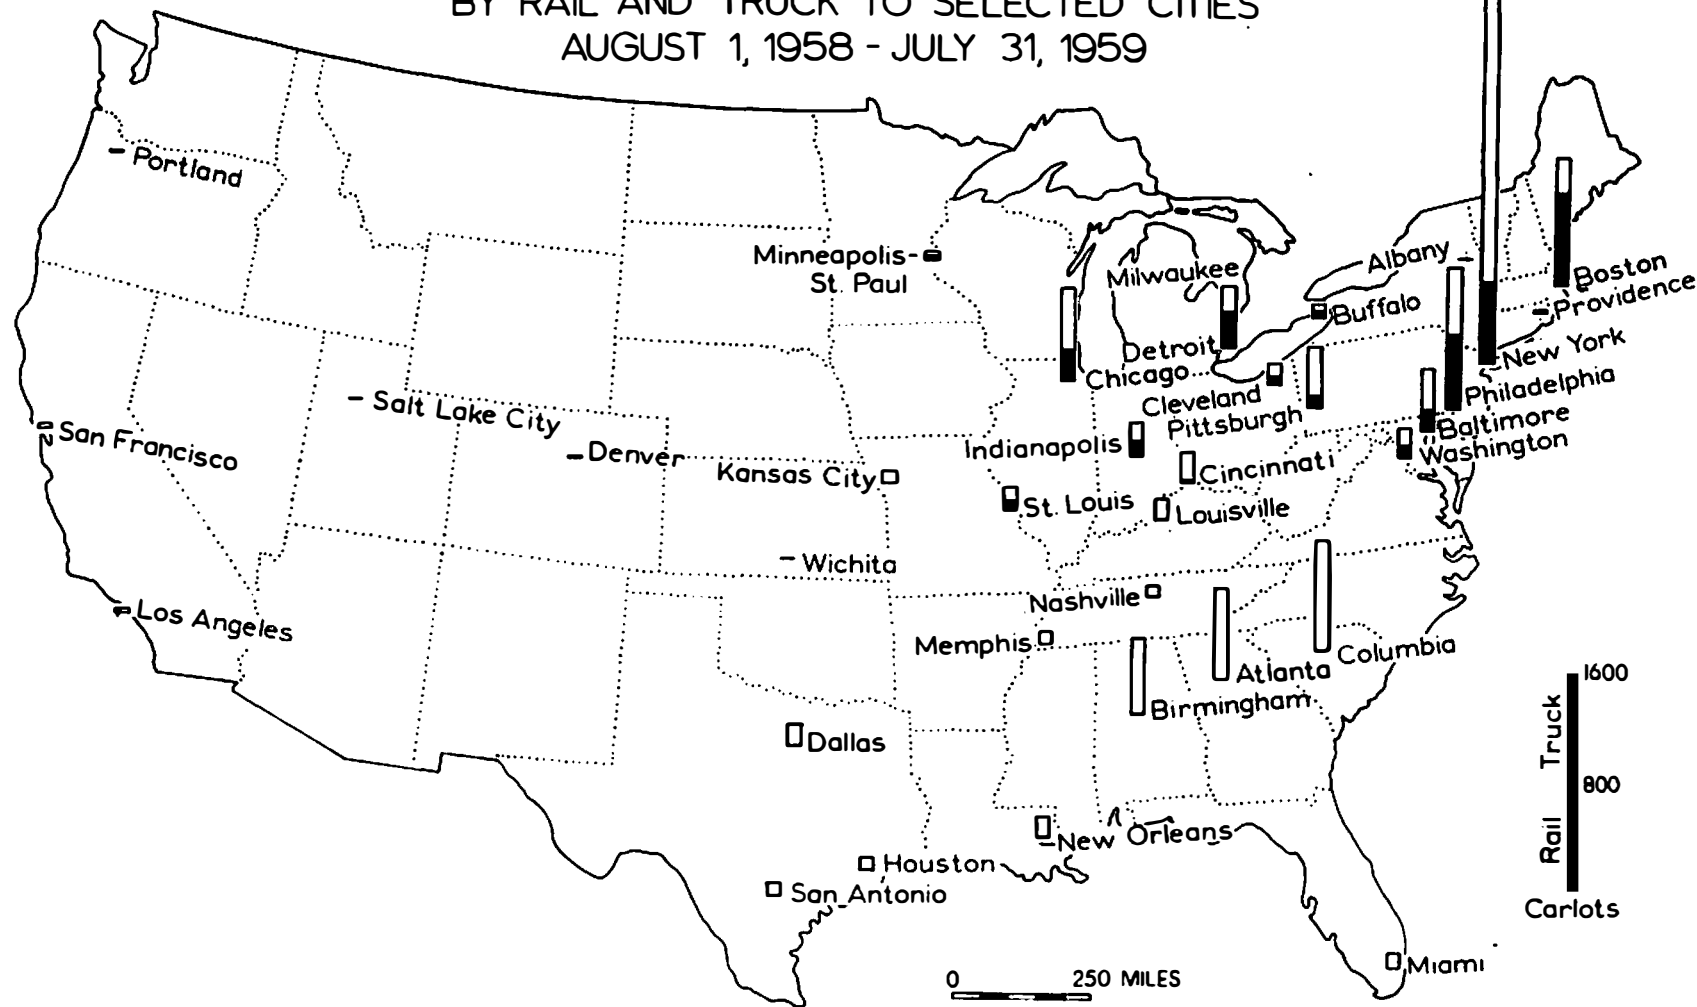 BY RAIL AND TRUCK TO SELECTED CITIES
AUGUST 1, 1958 - JULY 31, 1959
Portland
Minneapolis-
St. Paul
Milwaukee
Albany
Boston
Providence
Buffalo
Detroit
New York
Chicago
Philadelphia
Cleveland
Pittsburgh
Baltimore
Washington
Salt Lake City
San Francisco
Denver
Indianapolis
Kansas City
Cincinnati
St. Louis
Louisville
Wichita
Nashville
Los Angeles
Memphis
Columbia
Atlanta
Birmingham
Dallas
New Orleans
Houston
San Antonio
Miami
1600
Truck
800
Rail
Carlots
0 250 MILES